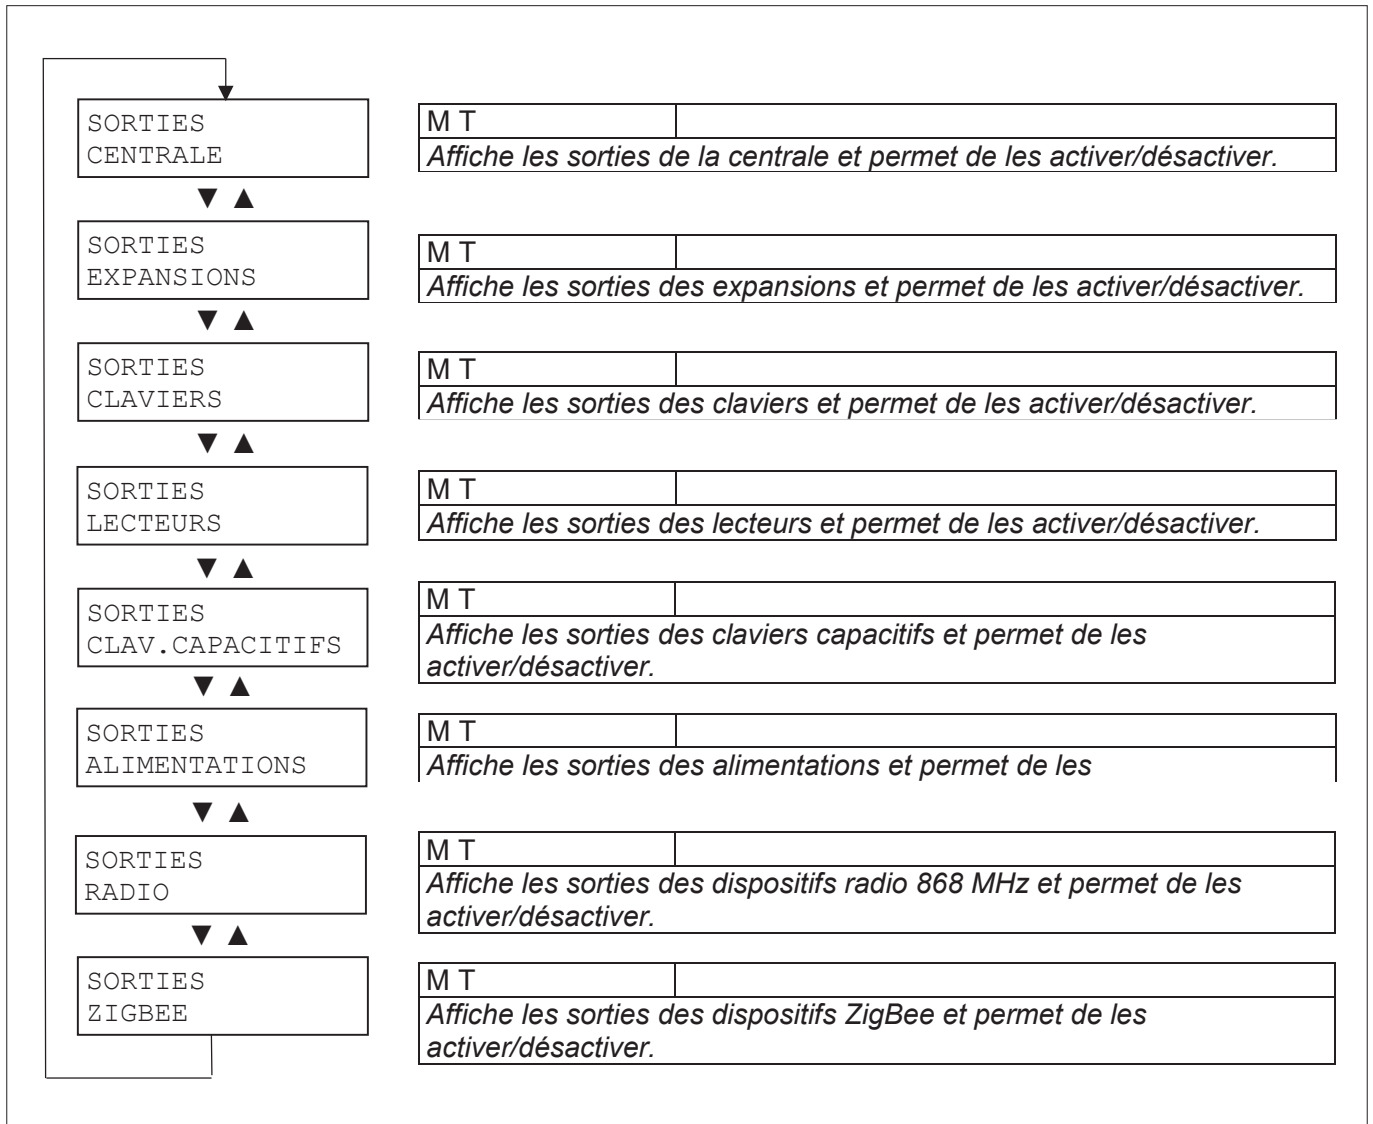 SORTIES
CENTRALE
M T
Affiche les sorties de la centrale et permet de les activer/désactiver.
▼ ▲
SORTIES
EXPANSIONS
M T
Affiche les sorties des expansions et permet de les activer/désactiver.
▼ ▲
SORTIES
CLAVIERS
M T
Affiche les sorties des claviers et permet de les activer/désactiver.
▼ ▲
SORTIES
LECTEURS
M T
Affiche les sorties des lecteurs et permet de les activer/désactiver.
▼ ▲
SORTIES
CLAV.CAPACITIFS
M T
Affiche les sorties des claviers capacitifs et permet de les
activer/désactiver.
▼ ▲
SORTIES
ALIMENTATIONS
M T
Affiche les sorties des alimentations et permet de les
▼ ▲
SORTIES
RADIO
M T
Affiche les sorties des dispositifs radio 868 MHz et permet de les
activer/désactiver.
▼ ▲
SORTIES
ZIGBEE
M T
Affiche les sorties des dispositifs ZigBee et permet de les
activer/désactiver.